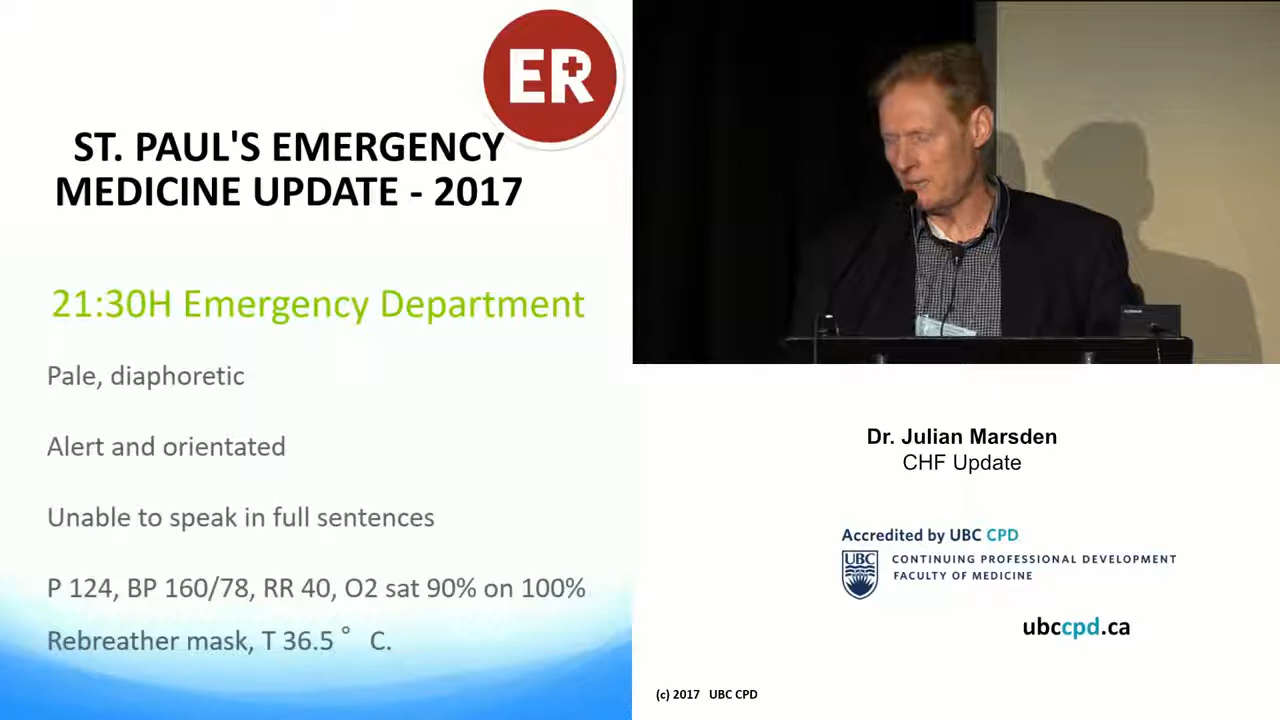 ER
ST. PAUL'S EMERGENCY
MEDICINE UPDATE - 2017
21:30H Emergency Department
Pale, diaphoretic
Alert and orientated
Unable to speak in full sentences
P 124, BP 160/78, RR 40, O2 sat 90% on 100%
Rebreather mask, T 36.5 ° C.
Dr. Julian Marsden
CHF Update
Accredited by UBC CPD
UBC
CONTINUING PROFESSIONAL DEVELOPMENT
FACULTY OF MEDICINE
ubccpd.ca
(c) 2017 UBC CPD